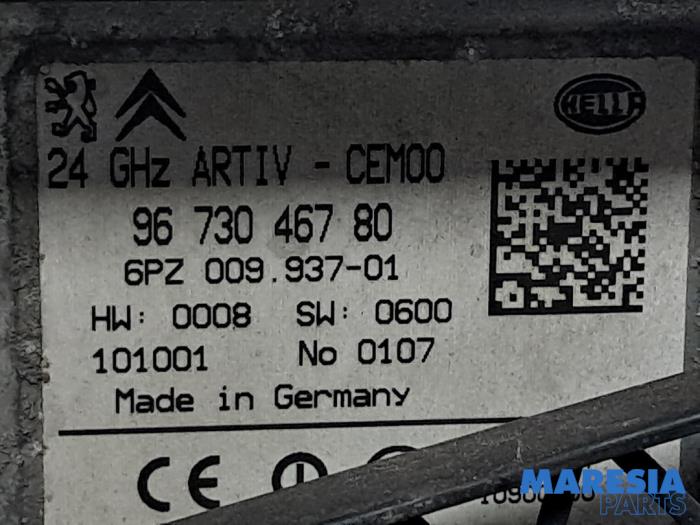 HELLA
24 GHz ARTIV - CEM00
96 730 467 80
6PZ 009.937-01
HW: 0008 SW: 0600
101001 No 0107
Made in Germany
CE
MARESIA
PARTS